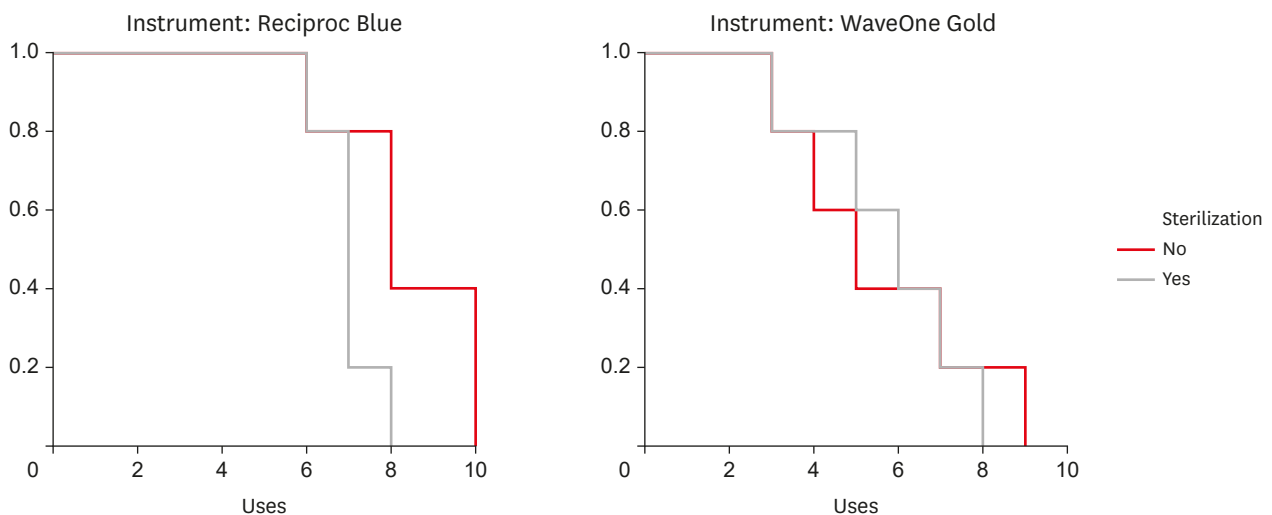 Instrument: Reciproc Blue
1.0
0.8
0.6
0.4
0.2
0 2 4 6 8 10
Uses
Instrument: WaveOne Gold
1.0
0.8
0.6
0.4
0.2
0 2 4 6 8 10
Uses
Sterilization
No
Yes